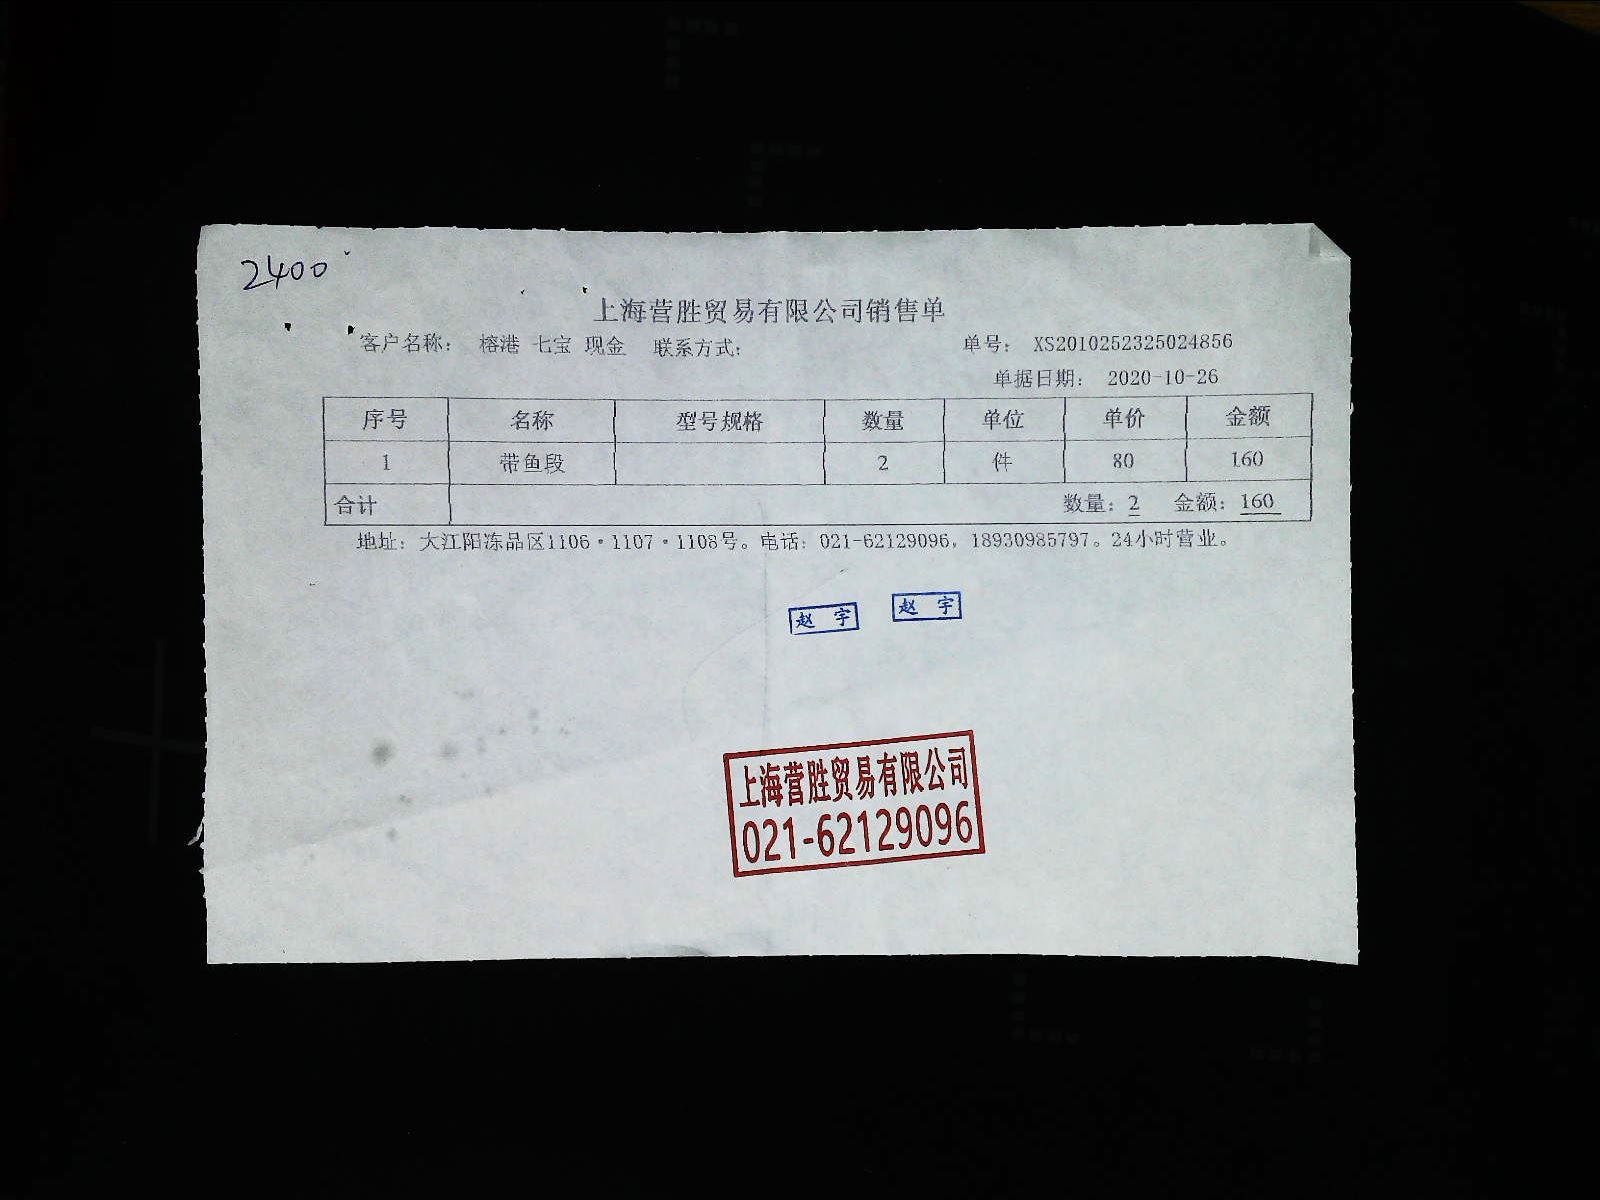 2400
上海营胜贸易有限公司销售单
客户名称： 榕港 七宝 现金 联系方式： 单号： XS2010252325024856
单据日期： 2020-10-26
序号 名称 型号规格 数量 单位 单价 金额
1 带鱼段 2 件 80 160
合计 数量：2 金额：160
地址：大江阳冻品区1106·1107·1108号。电话：021-62129096，18930985797。24小时营业。
赵 宇 赵 宇
上海营胜贸易有限公司
021-62129096